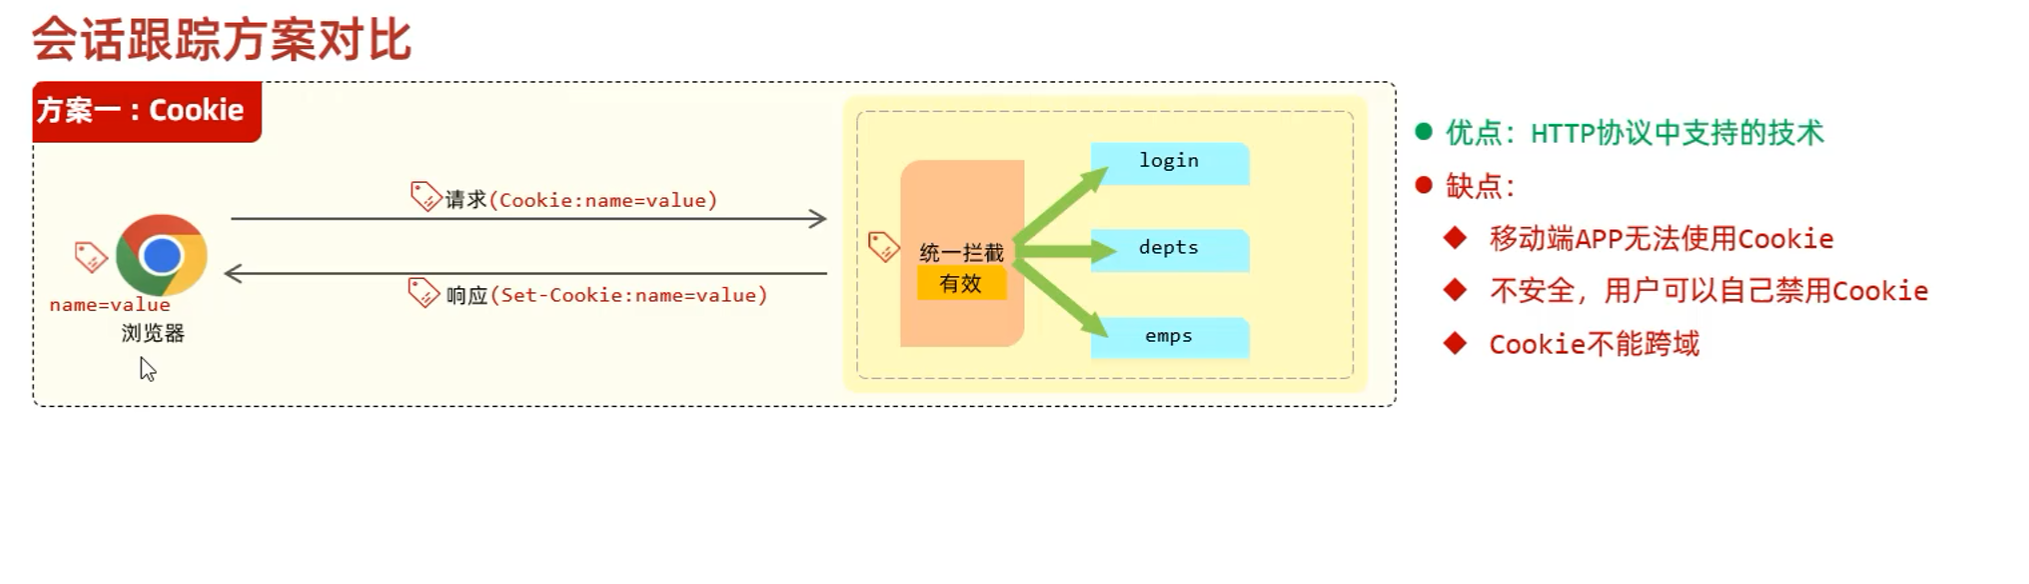 会话跟踪方案对比
方案一：Cookie
请求(Cookie:name=value)
响应(Set-Cookie:name=value)
name=value
浏览器
统一拦截
有效
login
depts
emps
优点：HTTP协议中支持的技术
缺点：
移动端APP无法使用Cookie
不安全，用户可以自己禁用Cookie
Cookie不能跨域